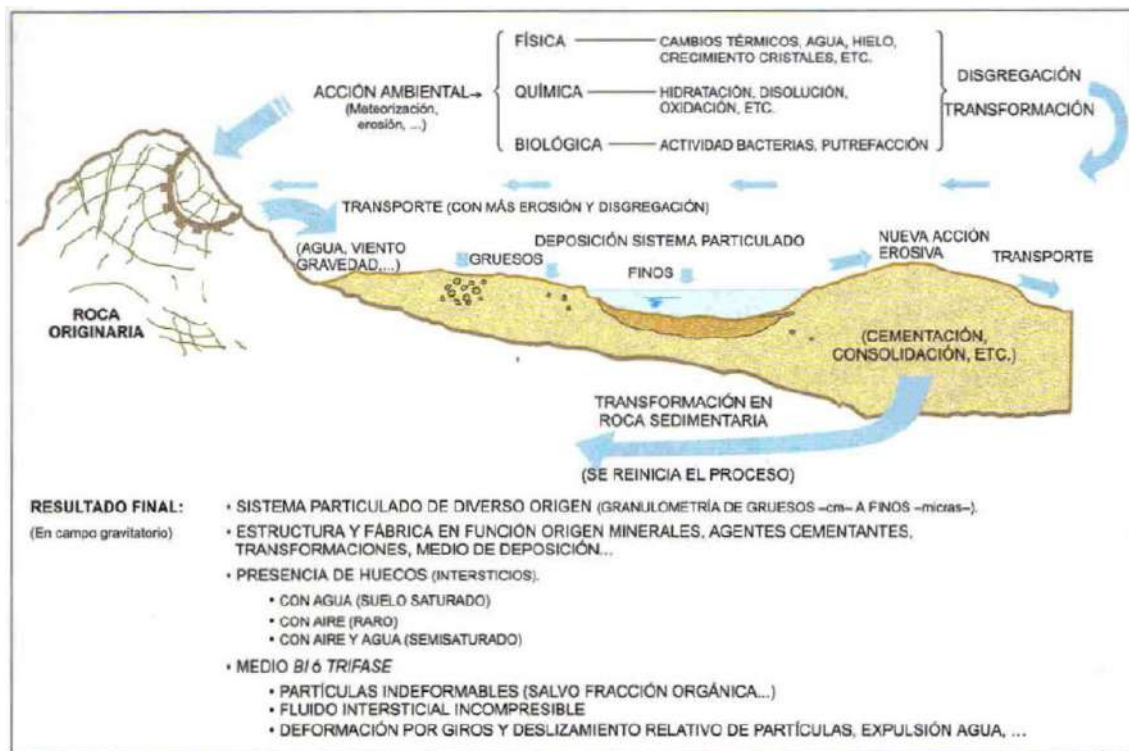 FÍSICA
CAMBIOS TÉRMICOS, AGUA, HIELO,
CRECIMIENTO CRISTALES, ETC.
ACCIÓN AMBIENTAL
(Meteorización,
erosión, ...)
QUÍMICA
HIDRATACIÓN, DISOLUCIÓN,
OXIDACIÓN, ETC.
BIOLÓGICA
ACTIVIDAD BACTERIAS, PUTREFACCIÓN
DISGREGACIÓN
TRANSFORMACIÓN
TRANSPORTE (CON MÁS EROSIÓN Y DISGREGACIÓN)
(AGUA, VIENTO
GRAVEDAD,...)
DEPOSICIÓN SISTEMA PARTICULADO
GRUESOS
FINOS
NUEVA ACCIÓN
EROSIVA
TRANSPORTE
ROCA
ORIGINARIA
(CEMENTACIÓN,
CONSOLIDACIÓN, ETC.)
TRANSFORMACIÓN EN
ROCA SEDIMENTARIA
(SE REINICIA EL PROCESO)
RESULTADO FINAL:
(En campo gravitatorio)
• SISTEMA PARTICULADO DE DIVERSO ORIGEN (GRANULOMETRÍA DE GRUESOS –cm– A FINOS –micras–).
• ESTRUCTURA Y FÁBRICA EN FUNCIÓN ORIGEN MINERALES, AGENTES CEMENTANTES,
TRANSFORMACIONES, MEDIO DE DEPOSICIÓN...
• PRESENCIA DE HUECOS (INTERSTICIOS).
• CON AGUA (SUELO SATURADO)
• CON AIRE (RARO)
• CON AIRE Y AGUA (SEMISATURADO)
• MEDIO BI ó TRIFASE
• PARTÍCULAS INDEFORMABLES (SALVO FRACCIÓN ORGÁNICA...)
• FLUIDO INTERSTICIAL INCOMPRESIBLE
• DEFORMACIÓN POR GIROS Y DESLIZAMIENTO RELATIVO DE PARTÍCULAS, EXPULSIÓN AGUA, ...